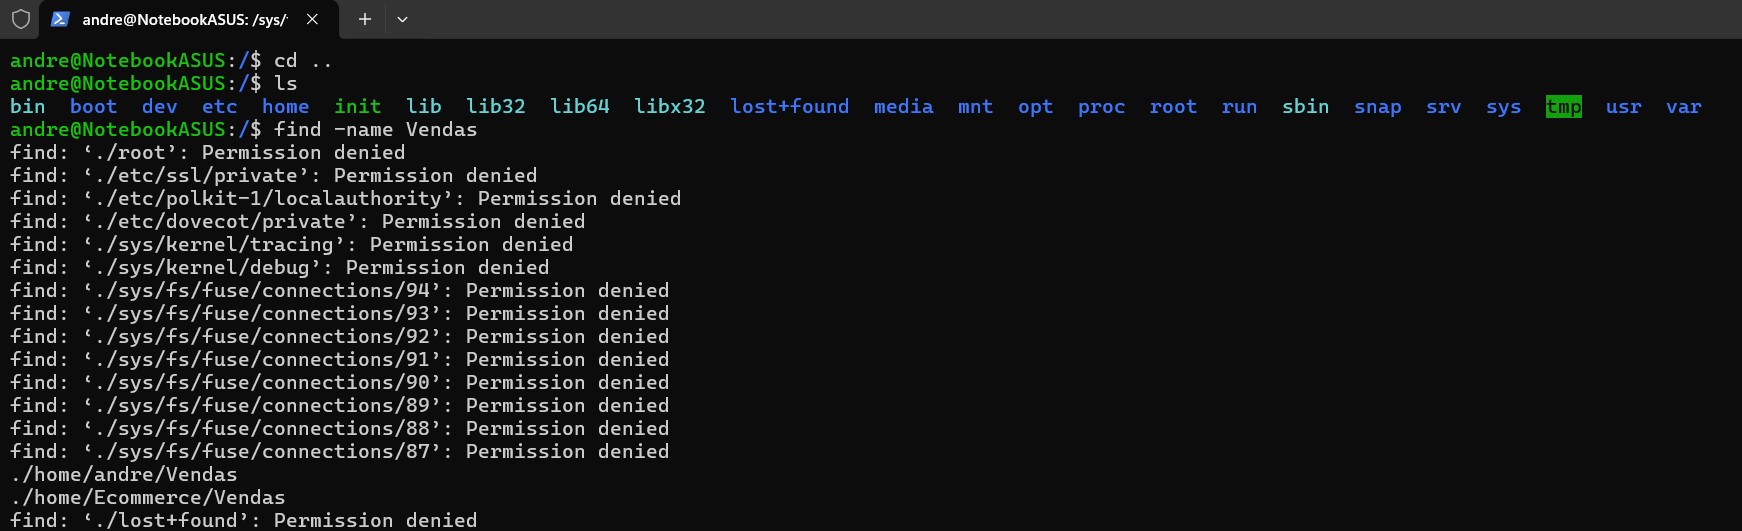 andre@NotebookASUS: /sys/
andre@NotebookASUS:/$ cd ..
andre@NotebookASUS:/$ ls
bin boot dev etc home init lib lib32 lib64 libx32 lost+found media mnt opt proc root run sbin snap srv sys tmp usr var
andre@NotebookASUS:/$ find -name Vendas
find: ‘./root’: Permission denied
find: ‘./etc/ssl/private’: Permission denied
find: ‘./etc/polkit-1/localauthority’: Permission denied
find: ‘./etc/dovecot/private’: Permission denied
find: ‘./sys/kernel/tracing’: Permission denied
find: ‘./sys/kernel/debug’: Permission denied
find: ‘./sys/fs/fuse/connections/94’: Permission denied
find: ‘./sys/fs/fuse/connections/93’: Permission denied
find: ‘./sys/fs/fuse/connections/92’: Permission denied
find: ‘./sys/fs/fuse/connections/91’: Permission denied
find: ‘./sys/fs/fuse/connections/90’: Permission denied
find: ‘./sys/fs/fuse/connections/89’: Permission denied
find: ‘./sys/fs/fuse/connections/88’: Permission denied
find: ‘./sys/fs/fuse/connections/87’: Permission denied
./home/andre/Vendas
./home/Ecommerce/Vendas
find: ‘./lost+found’: Permission denied